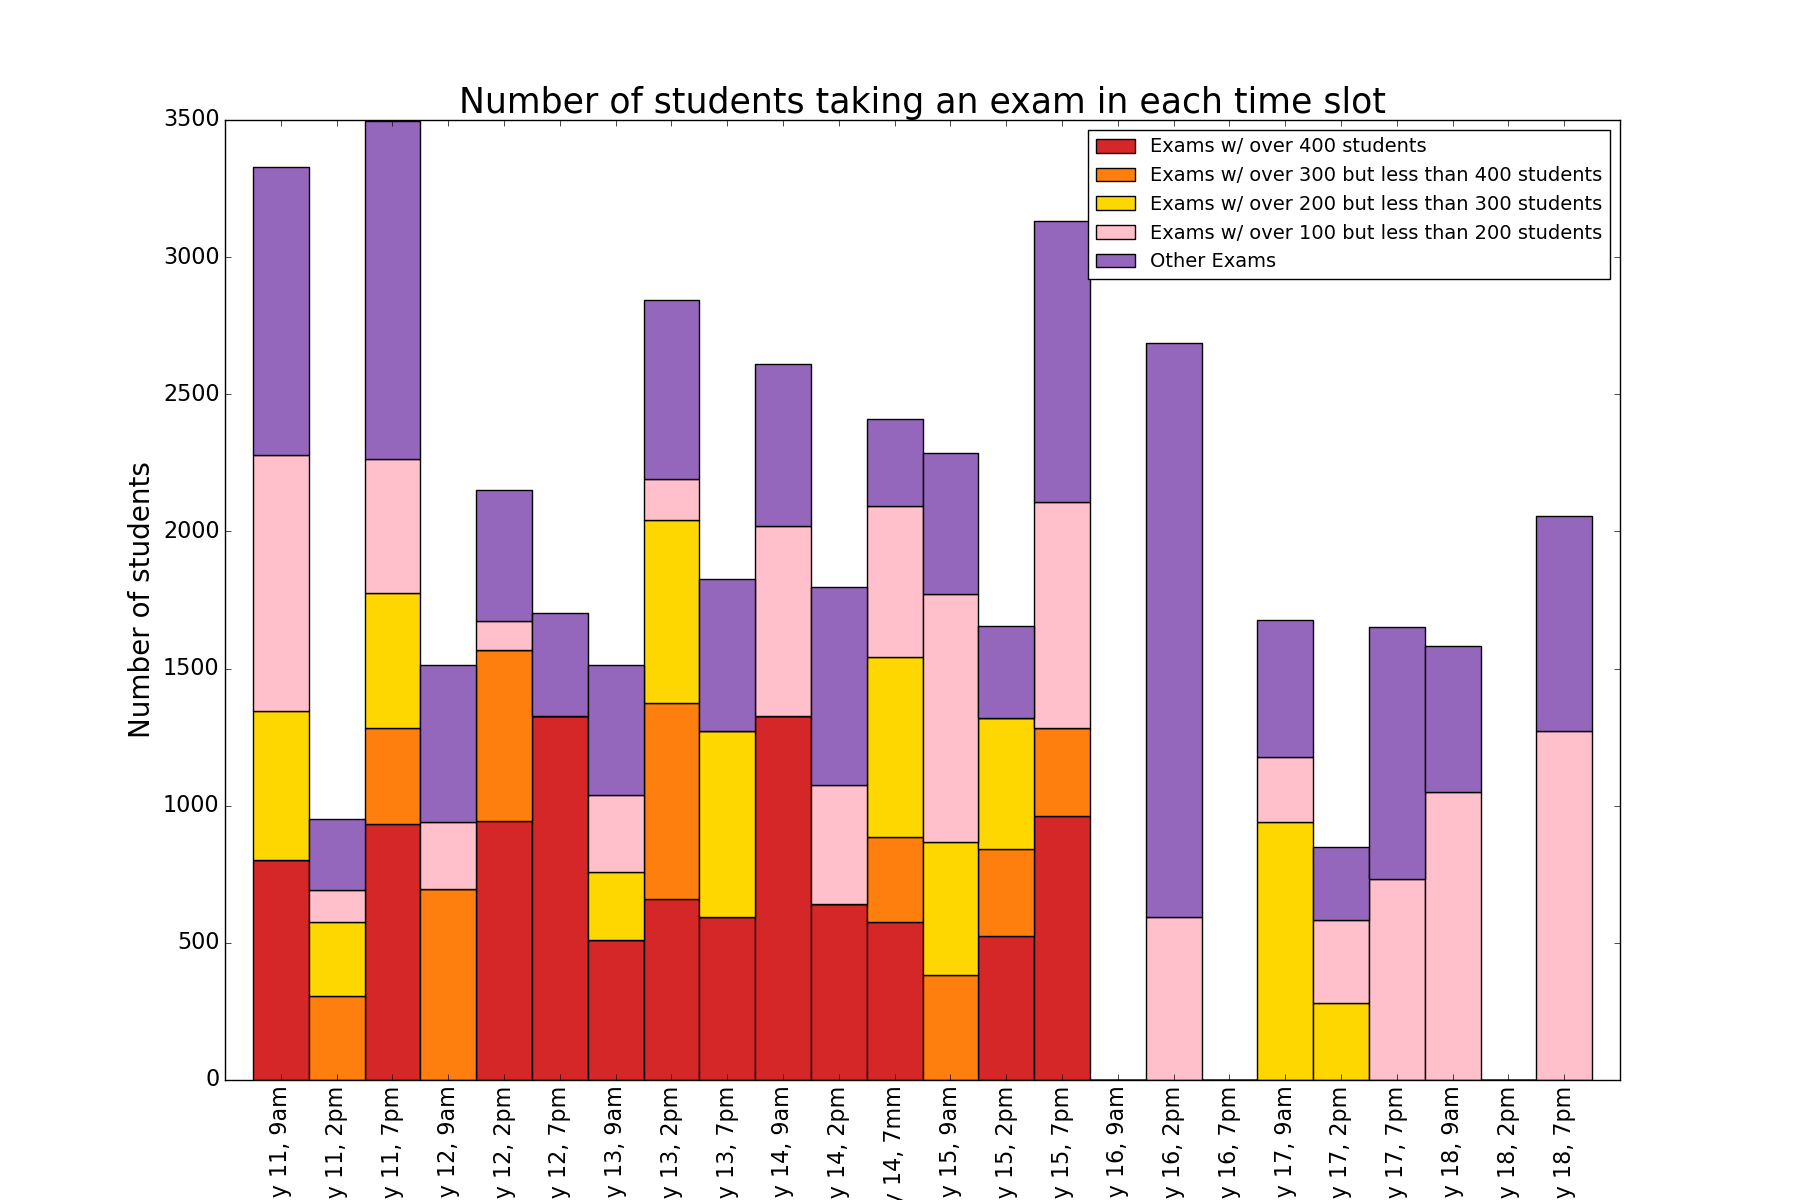 Number of students taking an exam in each time slot
Exams w/ over 400 students
Exams w/ over 300 but less than 400 students
Exams w/ over 200 but less than 300 students
Exams w/ over 100 but less than 200 students
Other Exams
Number of students
3500
3000
2500
2000
1500
1000
500
0
y 11, 9am
y 11, 2pm
y 11, 7pm
y 12, 9am
y 12, 2pm
y 12, 7pm
y 13, 9am
y 13, 2pm
y 13, 7pm
y 14, 9am
y 14, 2pm
y 14, 7mm
y 15, 9am
y 15, 2pm
y 15, 7pm
y 16, 9am
y 16, 2pm
y 16, 7pm
y 17, 9am
y 17, 2pm
y 17, 7pm
y 18, 9am
y 18, 2pm
y 18, 7pm